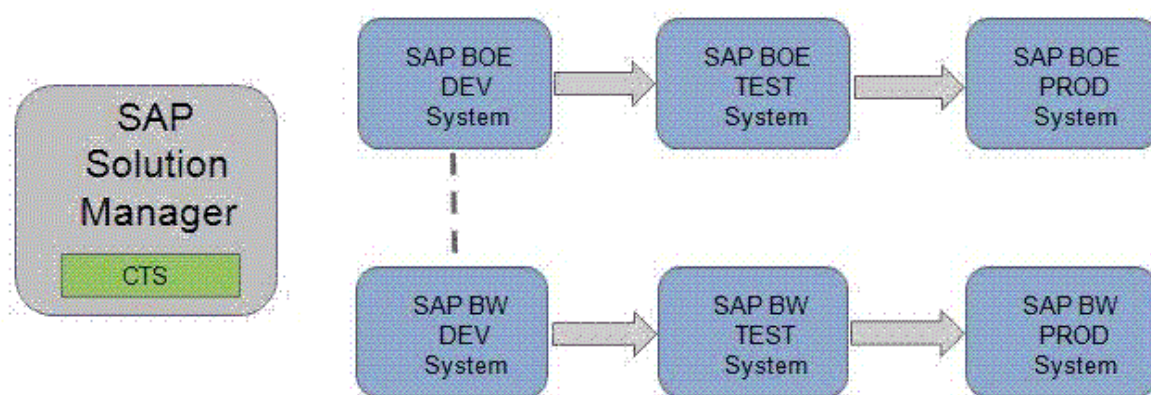 SAP
Solution
Manager
CTS
SAP BOE
DEV
System
SAP BOE
TEST
System
SAP BOE
PROD
System
SAP BW
DEV
System
SAP BW
TEST
System
SAP BW
PROD
System